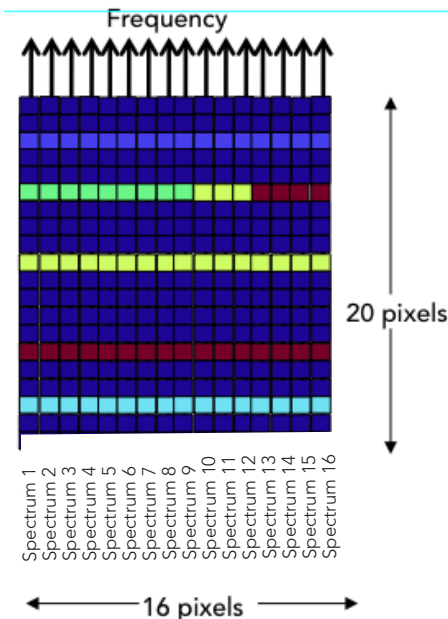 Frequency
20 pixels
Spectrum 1
Spectrum 2
Spectrum 3
Spectrum 4
Spectrum 5
Spectrum 6
Spectrum 7
Spectrum 8
Spectrum 9
Spectrum 10
Spectrum 11
Spectrum 12
Spectrum 13
Spectrum 14
Spectrum 15
Spectrum 16
16 pixels